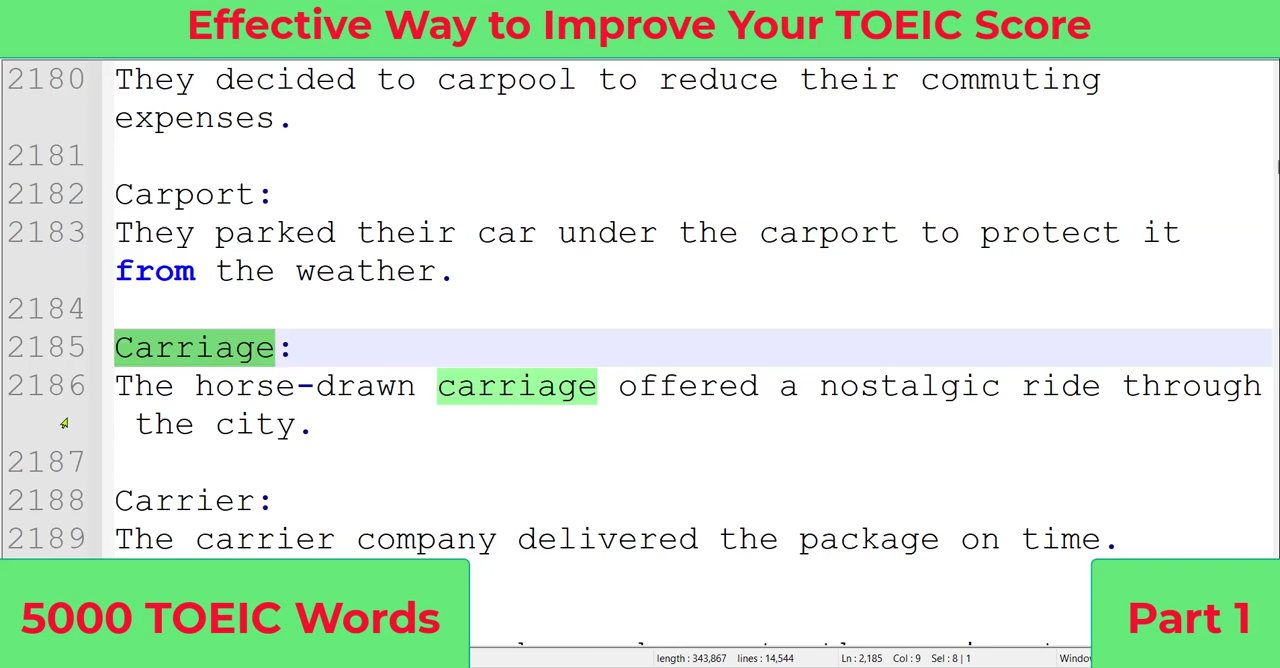 Effective Way to Improve Your TOEIC Score
2180 They decided to carpool to reduce their commuting
expenses.
2181
2182 Carport:
2183 They parked their car under the carport to protect it
from the weather.
2184
2185 Carriage:
2186 The horse-drawn carriage offered a nostalgic ride through
the city.
2187
2188 Carrier:
2189 The carrier company delivered the package on time.
5000 TOEIC Words
Part 1
length : 343,867 lines : 14,544 Ln : 2,185 Col : 9 Sel : 8 | 1